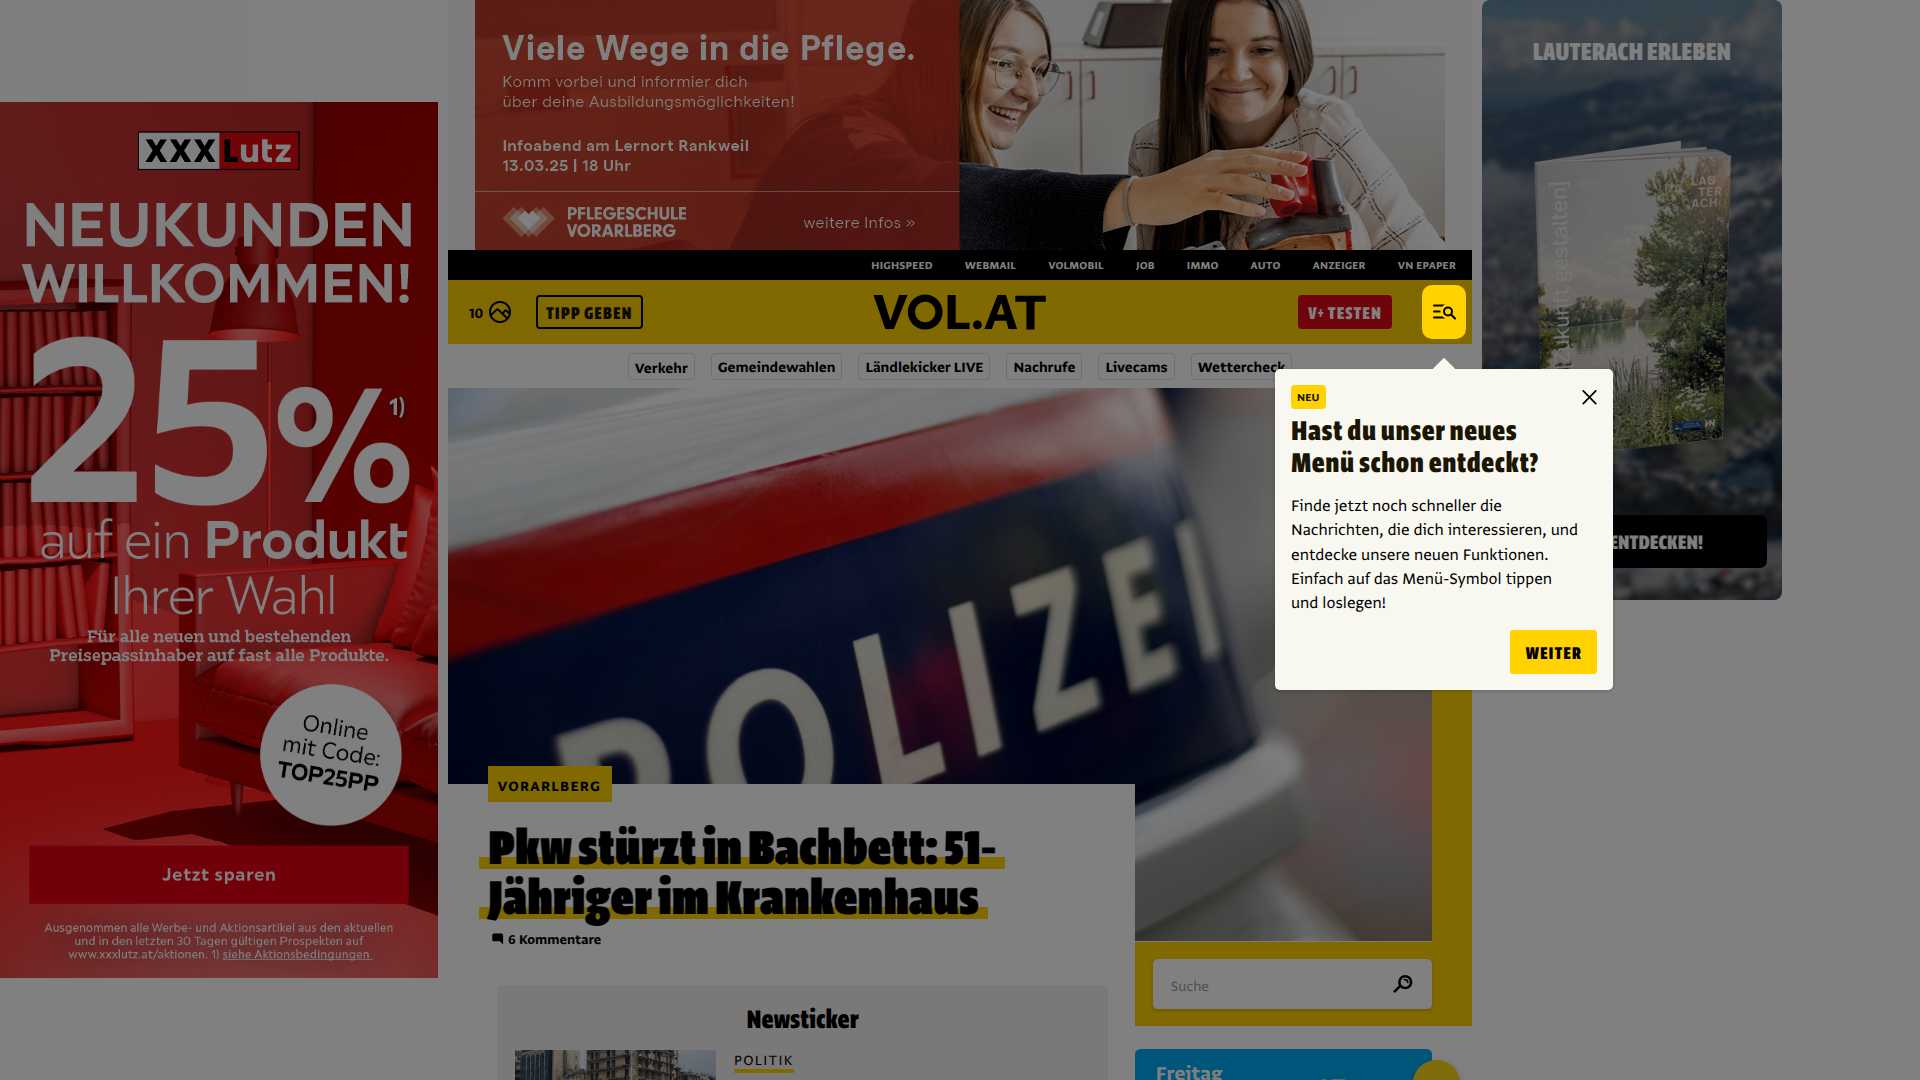 Viele Wege in die Pflege.
Komm vorbei und informier dich
über deine Ausbildungsmöglichkeiten!
Infoabend am Lernort Rankweil
13.03.25 | 18 Uhr
PFLEGESCHULE
VORARLBERG
weitere Infos »
LAUTERACH ERLEBEN
LAU
TER
ACH
[zukunft gestalten]
ENTDECKEN!
XXXLutz
NEUKUNDEN
WILLKOMMEN!
25% 1)
auf ein Produkt
Ihrer Wahl
Für alle neuen und bestehenden
Preisepassinhaber auf fast alle Produkte.
Online
mit Code:
TOP25PP
Jetzt sparen
Ausgenommen alle Werbe- und Aktionsartikel aus den aktuellen
und in den letzten 30 Tagen gültigen Prospekten auf
www.xxxlutz.at/aktionen. 1) siehe Aktionsbedingungen
HIGHSPEED WEBMAIL VOLMOBIL JOB IMMO AUTO ANZEIGER VN EPAPER
10 TIPP GEBEN VOL.AT V+ TESTEN
Verkehr Gemeindewahlen Ländlekicker LIVE Nachrufe Livecams Wettercheck
NEU
Hast du unser neues
Menü schon entdeckt?
Finde jetzt noch schneller die
Nachrichten, die dich interessieren, und
entdecke unsere neuen Funktionen.
Einfach auf das Menü-Symbol tippen
und loslegen!
WEITER
POLIZEI
VORARLBERG
Pkw stürzt in Bachbett: 51-
Jähriger im Krankenhaus
6 Kommentare
Suche
Newsticker
POLITIK
Freitag